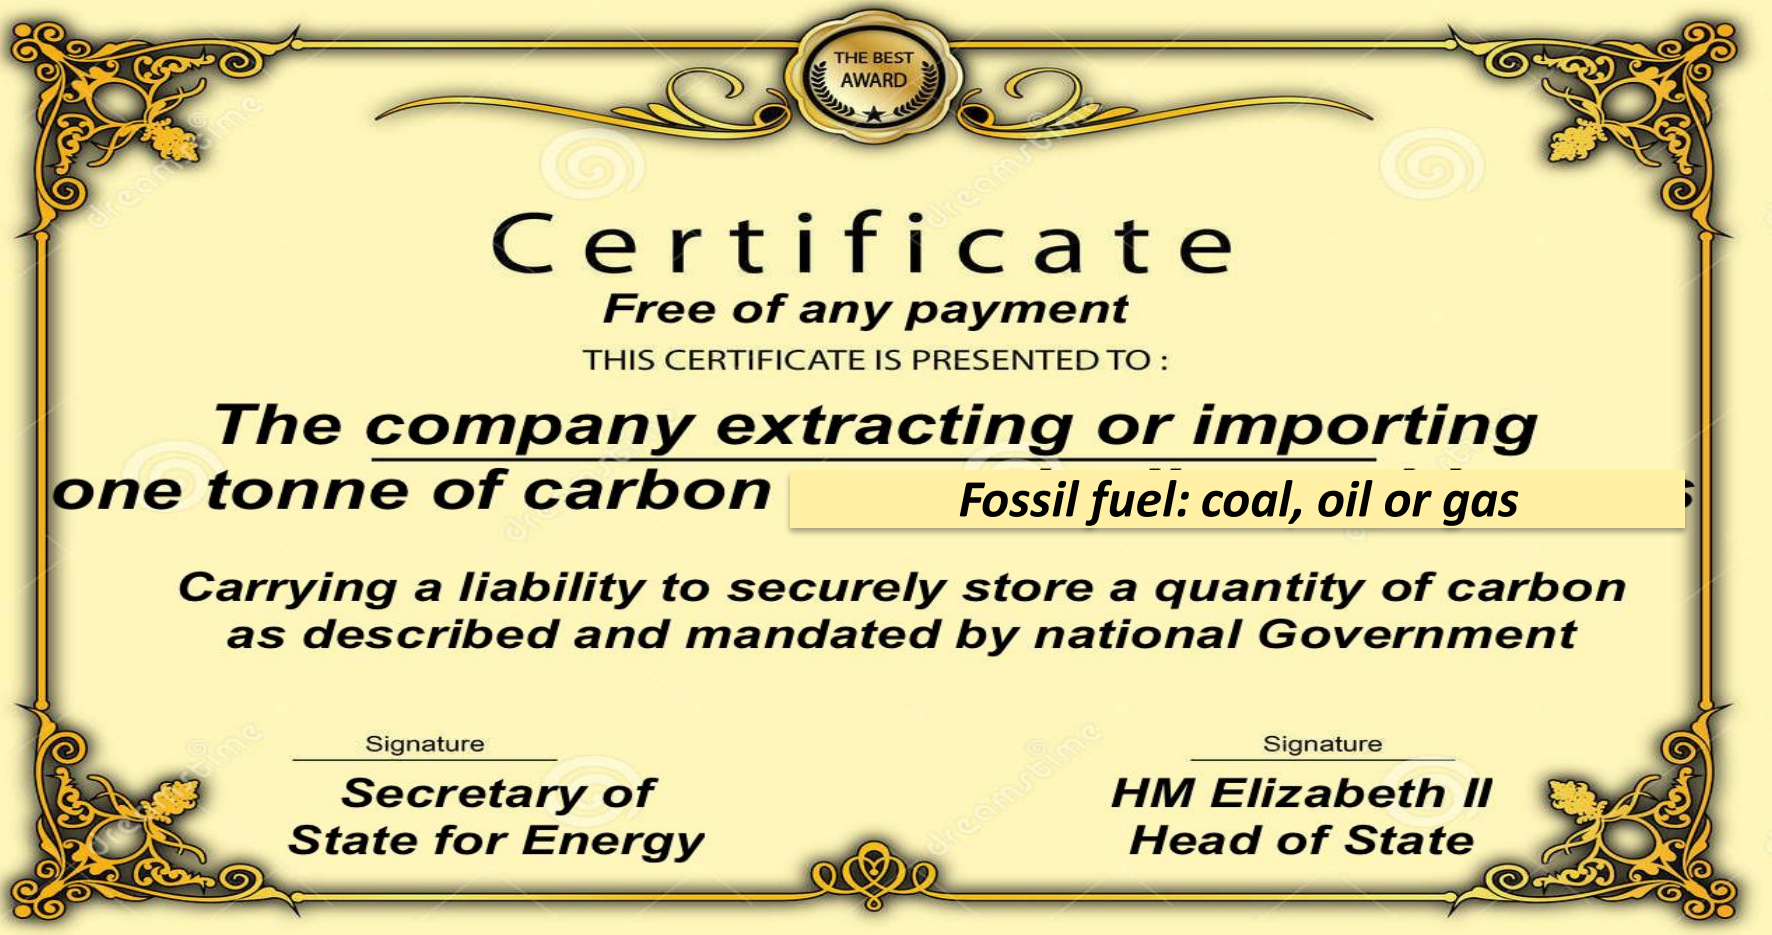 THE BEST
AWARD
Certificate
Free of any payment
THIS CERTIFICATE IS PRESENTED TO :
The company extracting or importing
one tonne of carbon Fossil fuel: coal, oil or gas
Carrying a liability to securely store a quantity of carbon
as described and mandated by national Government
Signature
Secretary of
State for Energy
Signature
HM Elizabeth II
Head of State
dreamstime